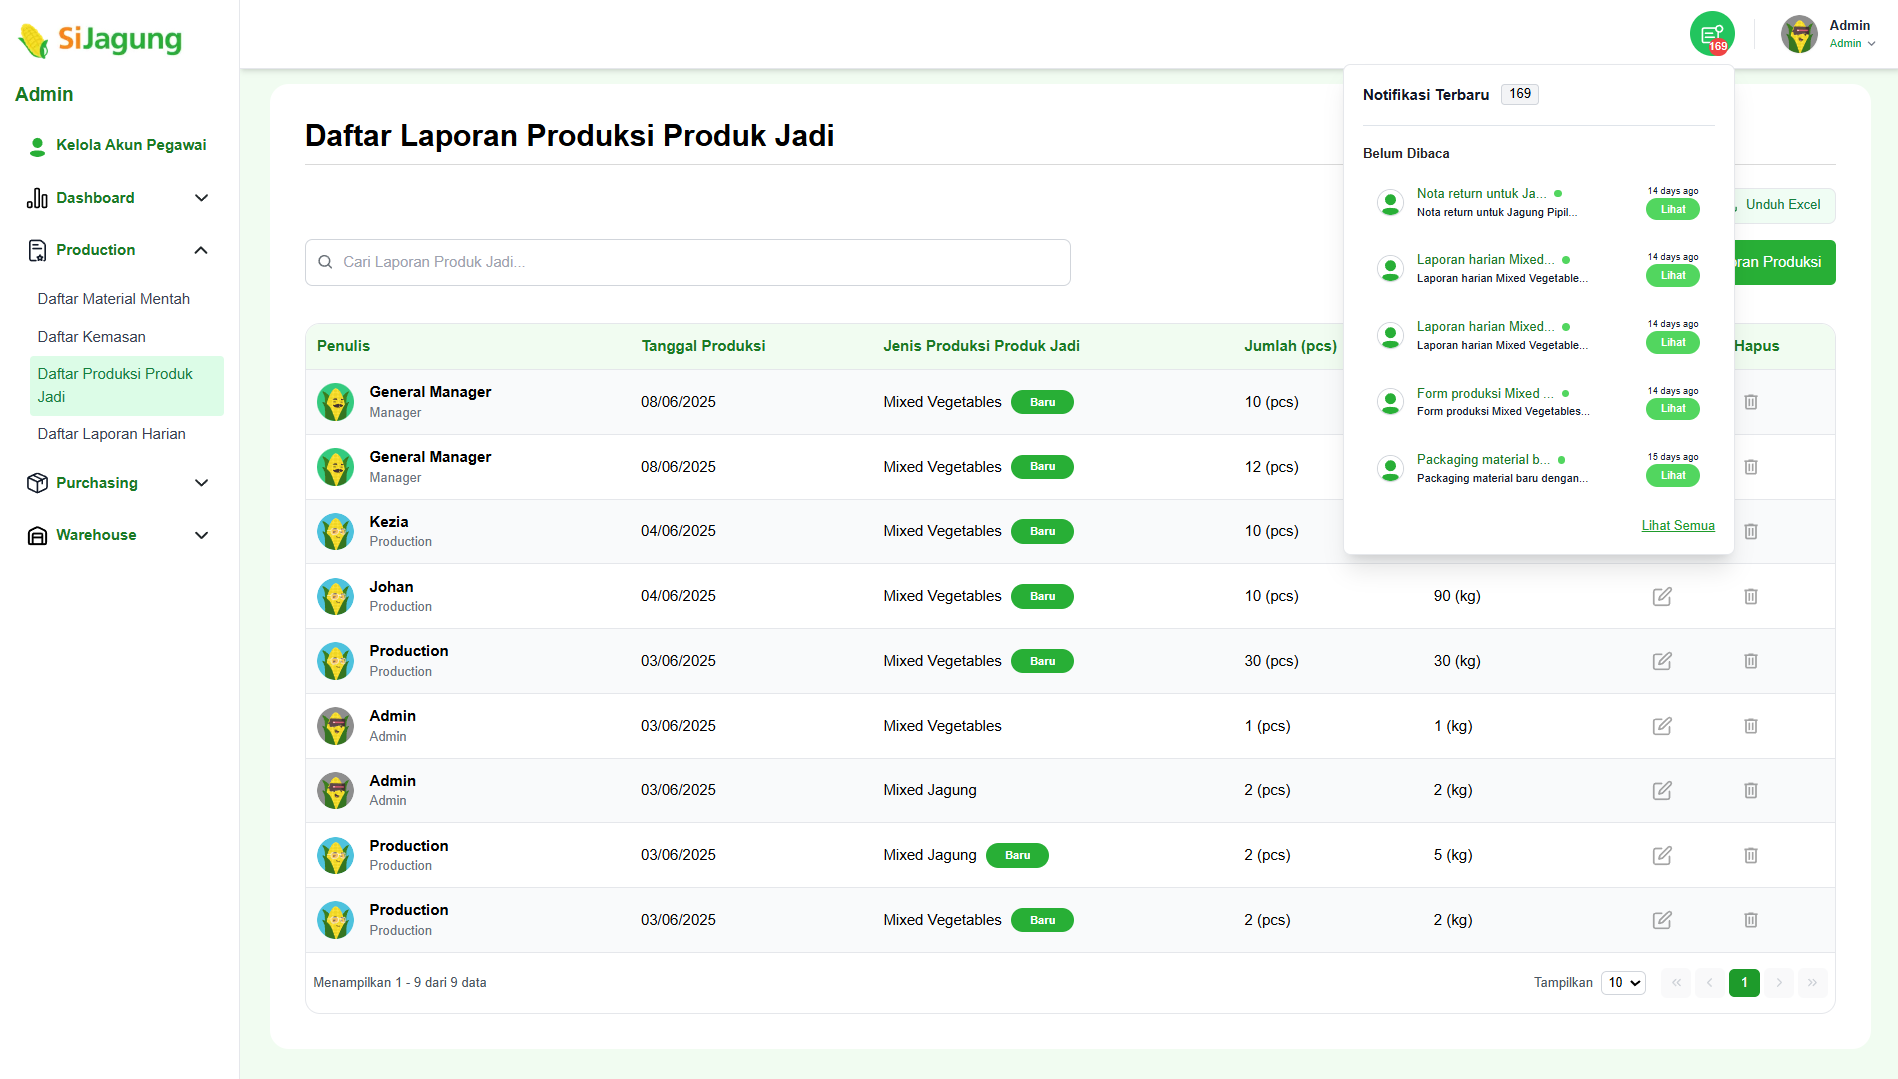 SiJagung
Admin
Kelola Akun Pegawai
Dashboard
Production
Daftar Material Mentah
Daftar Kemasan
Daftar Produksi Produk
Jadi
Daftar Laporan Harian
Purchasing
Warehouse
169
Admin
Admin
Daftar Laporan Produksi Produk Jadi
Unduh Excel
Cari Laporan Produk Jadi...
Produksi
Notifikasi Terbaru 169
Belum Dibaca
Nota return untuk Ja... 14 days ago
Nota return untuk Jagung Pipil... Lihat
Laporan harian Mixed... 14 days ago
Laporan harian Mixed Vegetable... Lihat
Laporan harian Mixed... 14 days ago
Laporan harian Mixed Vegetable... Lihat
Form produksi Mixed ... 14 days ago
Form produksi Mixed Vegetables... Lihat
Packaging material b... 15 days ago
Packaging material baru dengan... Lihat
Lihat Semua
Penulis Tanggal Produksi Jenis Produksi Produk Jadi Jumlah (pcs) Hapus
General Manager
Manager
08/06/2025 Mixed Vegetables Baru 10 (pcs)
General Manager
Manager
08/06/2025 Mixed Vegetables Baru 12 (pcs)
Kezia
Production
04/06/2025 Mixed Vegetables Baru 10 (pcs)
Johan
Production
04/06/2025 Mixed Vegetables Baru 10 (pcs) 90 (kg)
Production
Production
03/06/2025 Mixed Vegetables Baru 30 (pcs) 30 (kg)
Admin
Admin
03/06/2025 Mixed Vegetables 1 (pcs) 1 (kg)
Admin
Admin
03/06/2025 Mixed Jagung 2 (pcs) 2 (kg)
Production
Production
03/06/2025 Mixed Jagung Baru 2 (pcs) 5 (kg)
Production
Production
03/06/2025 Mixed Vegetables Baru 2 (pcs) 2 (kg)
Menampilkan 1 - 9 dari 9 data
Tampilkan 10 « ‹ 1 › »